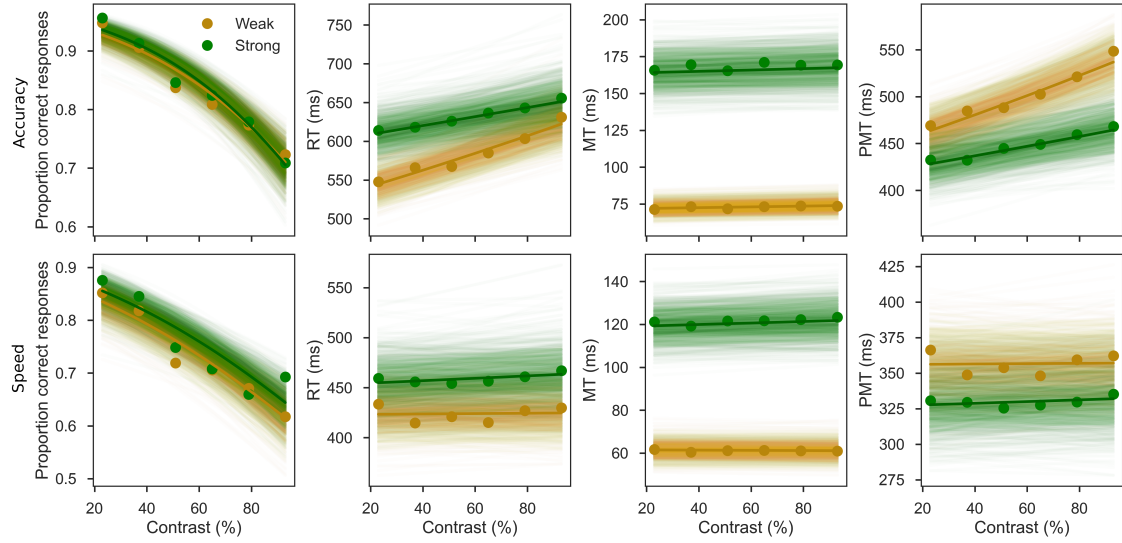 Accuracy
Proportion correct responses
0.9
0.8
0.7
0.6
Weak
Strong
RT (ms)
750
700
650
600
550
500
MT (ms)
200
175
150
125
100
75
PMT (ms)
550
500
450
400
Speed
Proportion correct responses
0.9
0.8
0.7
0.6
0.5
20 40 60 80
Contrast (%)
RT (ms)
550
500
450
400
20 40 60 80
Contrast (%)
MT (ms)
140
120
100
80
60
20 40 60 80
Contrast (%)
PMT (ms)
425
400
375
350
325
300
275
20 40 60 80
Contrast (%)